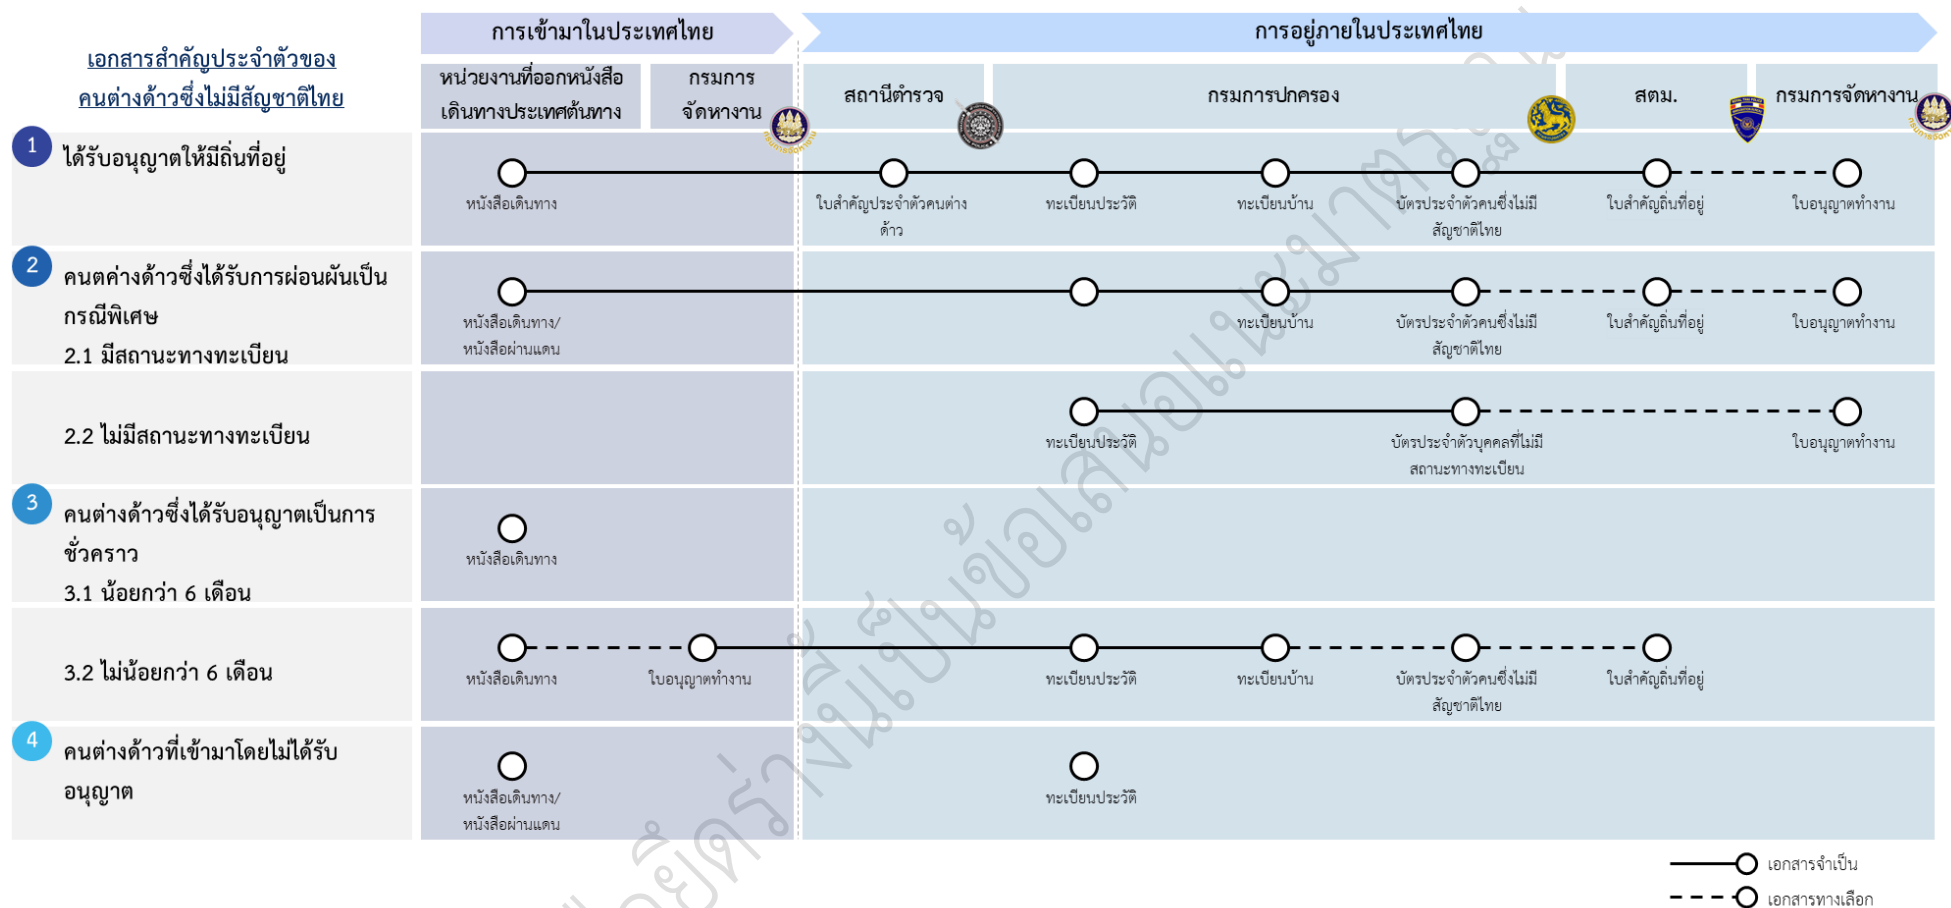 การเข้ามาในประเทศไทย
การอยู่ภายในประเทศไทย
เอกสารสำคัญประจำตัวของ
คนต่างด้าวซึ่งไม่มีสัญชาติไทย
หน่วยงานที่ออกหนังสือ
เดินทางประเทศต้นทาง
กรมการ
จัดหางาน
สถานีตำรวจ
กรมการปกครอง
สตม.
กรมการจัดหางาน
1
ได้รับอนุญาตให้มีถิ่นที่อยู่
หนังสือเดินทาง
ใบสำคัญประจำตัวคนต่าง
ด้าว
ทะเบียนประวัติ
ทะเบียนบ้าน
บัตรประจำตัวคนซึ่งไม่มี
สัญชาติไทย
ใบสำคัญถิ่นที่อยู่
ใบอนุญาตทำงาน
2
คนตค่างด้าวซึ่งได้รับการผ่อนผันเป็น
กรณีพิเศษ
2.1 มีสถานะทางทะเบียน
หนังสือเดินทาง/
หนังสือผ่านแดน
ทะเบียนบ้าน
บัตรประจำตัวคนซึ่งไม่มี
สัญชาติไทย
ใบสำคัญถิ่นที่อยู่
ใบอนุญาตทำงาน
2.2 ไม่มีสถานะทางทะเบียน
ทะเบียนประวัติ
บัตรประจำตัวบุคคลที่ไม่มี
สถานะทางทะเบียน
ใบอนุญาตทำงาน
3
คนต่างด้าวซึ่งได้รับอนุญาตเป็นการ
ชั่วคราว
3.1 น้อยกว่า 6 เดือน
หนังสือเดินทาง
3.2 ไม่น้อยกว่า 6 เดือน
หนังสือเดินทาง
ใบอนุญาตทำงาน
ทะเบียนประวัติ
ทะเบียนบ้าน
บัตรประจำตัวคนซึ่งไม่มี
สัญชาติไทย
ใบสำคัญถิ่นที่อยู่
4
คนต่างด้าวที่เข้ามาโดยไม่ได้รับ
อนุญาต
หนังสือเดินทาง/
หนังสือผ่านแดน
ทะเบียนประวัติ
เอกสารจำเป็น
เอกสารทางเลือก